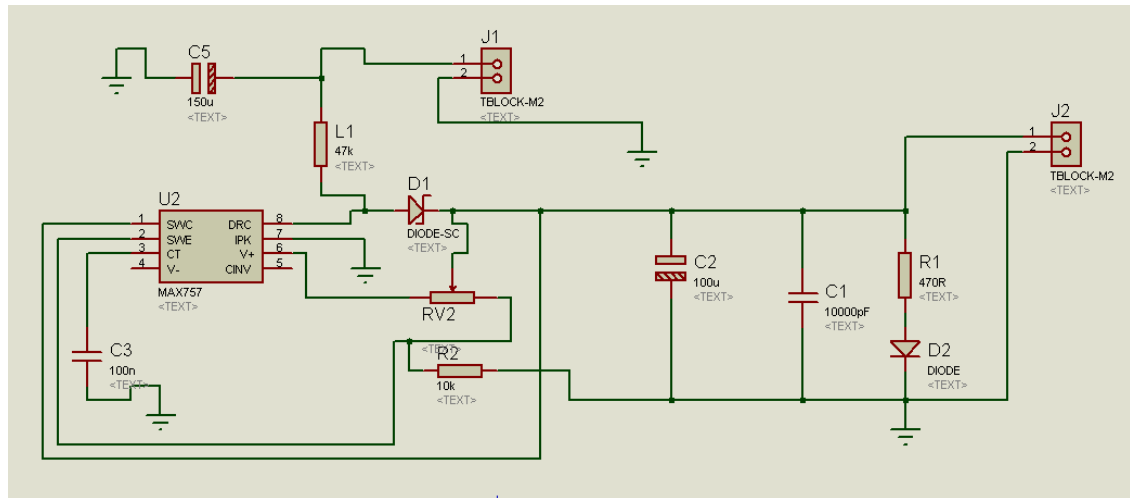 C5
150u
<TEXT>
J1
1
2
TBLOCK-M2
<TEXT>
J2
1
2
TBLOCK-M2
<TEXT>
L1
47k
<TEXT>
D1
DIODE-SC
<TEXT>
U2
1 SWC DRC 8
2 SWE IPK 7
3 CT V+ 6
4 V- CINV 5
MAX757
<TEXT>
RV2
<TEXT>
C2
100u
<TEXT>
C1
10000pF
<TEXT>
R1
470R
<TEXT>
D2
DIODE
<TEXT>
C3
100n
<TEXT>
R2
10k
<TEXT>